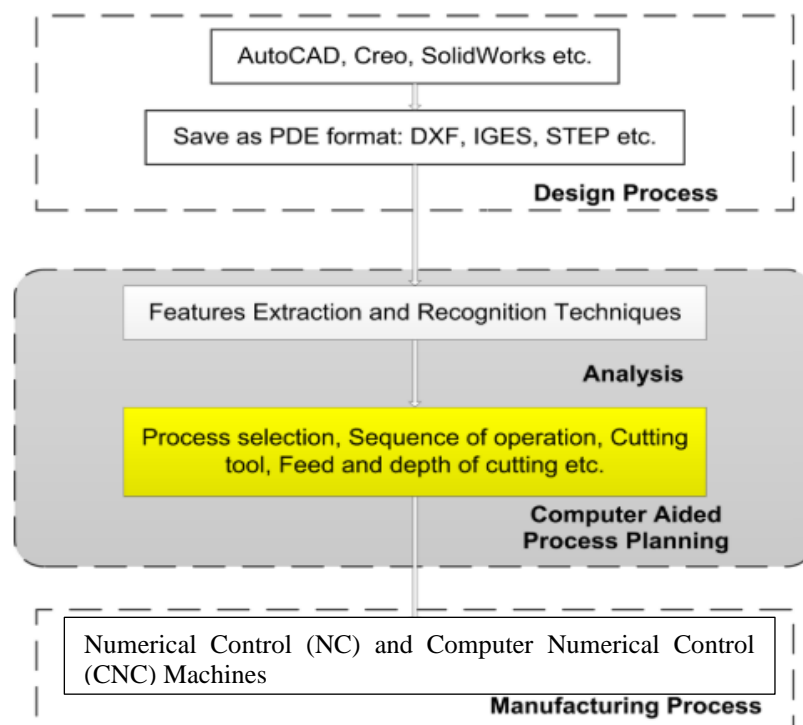 AutoCAD, Creo, SolidWorks etc.
Save as PDE format: DXF, IGES, STEP etc.
Design Process
Features Extraction and Recognition Techniques
Analysis
Process selection, Sequence of operation, Cutting
tool, Feed and depth of cutting etc.
Computer Aided
Process Planning
Numerical Control (NC) and Computer Numerical Control
(CNC) Machines
Manufacturing Process